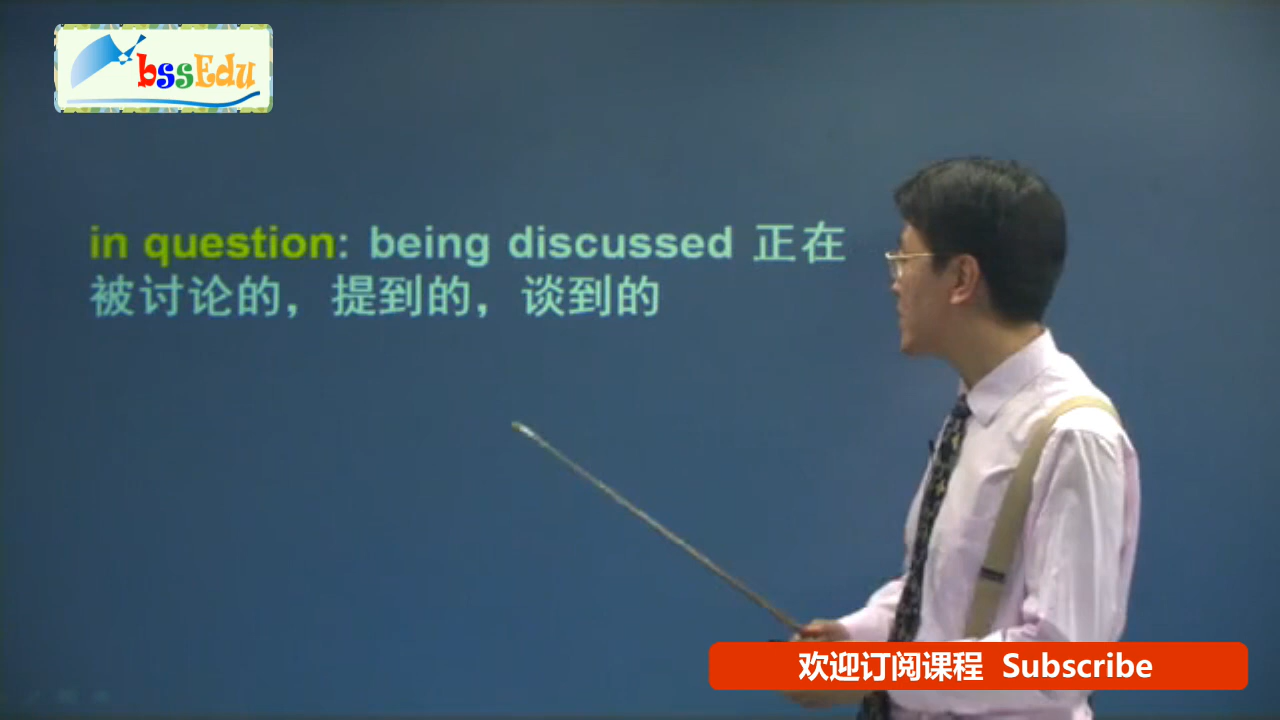 bssEdu
in question: being discussed 正在
被讨论的，提到的，谈到的
欢迎订阅课程 Subscribe